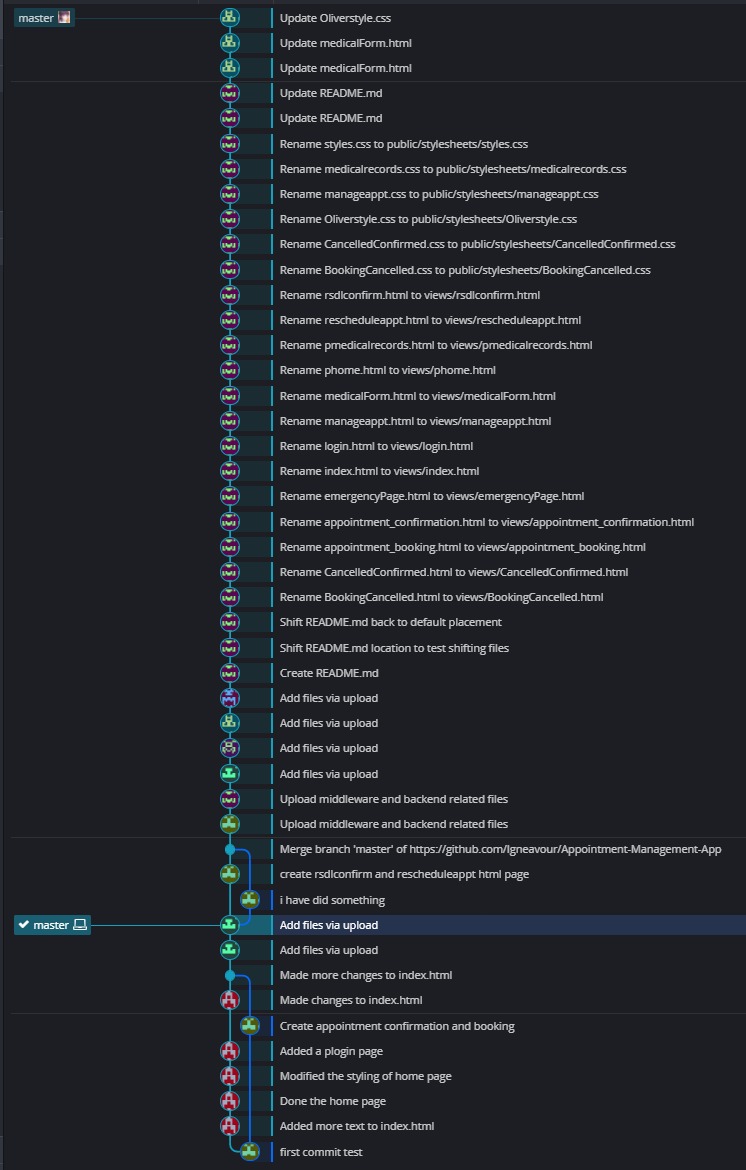 master Update Oliverstyle.css
Update medicalForm.html
Update medicalForm.html
Update README.md
Update README.md
Rename styles.css to public/stylesheets/styles.css
Rename medicalrecords.css to public/stylesheets/medicalrecords.css
Rename manageappt.css to public/stylesheets/manageappt.css
Rename Oliverstyle.css to public/stylesheets/Oliverstyle.css
Rename CancelledConfirmed.css to public/stylesheets/CancelledConfirmed.css
Rename BookingCancelled.css to public/stylesheets/BookingCancelled.css
Rename rsdlconfirm.html to views/rsdlconfirm.html
Rename rescheduleappt.html to views/rescheduleappt.html
Rename pmedicalrecords.html to views/pmedicalrecords.html
Rename phome.html to views/phome.html
Rename medicalForm.html to views/medicalForm.html
Rename manageappt.html to views/manageappt.html
Rename login.html to views/login.html
Rename index.html to views/index.html
Rename emergencyPage.html to views/emergencyPage.html
Rename appointment_confirmation.html to views/appointment_confirmation.html
Rename appointment_booking.html to views/appointment_booking.html
Rename CancelledConfirmed.html to views/CancelledConfirmed.html
Rename BookingCancelled.html to views/BookingCancelled.html
Shift README.md back to default placement
Shift README.md location to test shifting files
Create README.md
Add files via upload
Add files via upload
Add files via upload
Add files via upload
Upload middleware and backend related files
Upload middleware and backend related files
Merge branch 'master' of https://github.com/Igneavour/Appointment-Management-App
create rsdlconfirm and rescheduleappt html page
i have did something
master Add files via upload
Add files via upload
Made more changes to index.html
Made changes to index.html
Create appointment confirmation and booking
Added a plogin page
Modified the styling of home page
Done the home page
Added more text to index.html
first commit test